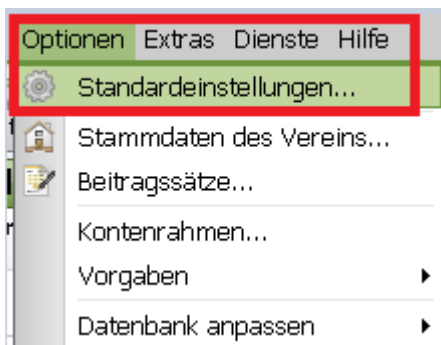 Optionen Extras Dienste Hilfe
Standardeinstellungen...
Stammdaten des Vereins...
Beitragssätze...
Kontenrahmen...
Vorgaben
Datenbank anpassen